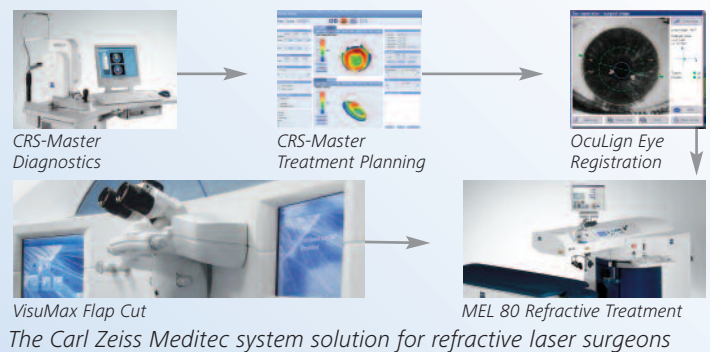 CRS-Master
Diagnostics
CRS-Master
Treatment Planning
OcuLign Eye
Registration
VisuMax Flap Cut
MEL 80 Refractive Treatment
The Carl Zeiss Meditec system solution for refractive laser surgeons